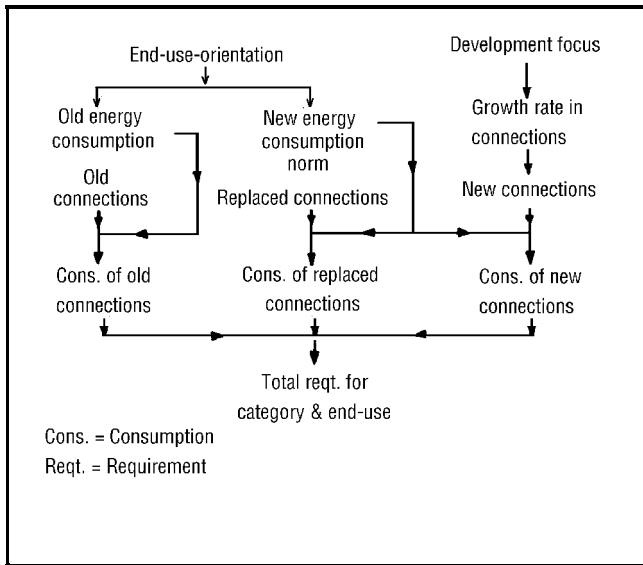 End-use-orientation
Development focus
Old energy
consumption
New energy
consumption
norm
Growth rate in
connections
Old
connections
Replaced connections
New connections
Cons. of old
connections
Cons. of replaced
connections
Cons. of new
connections
Total reqt. for
category & end-use
Cons. = Consumption
Reqt. = Requirement